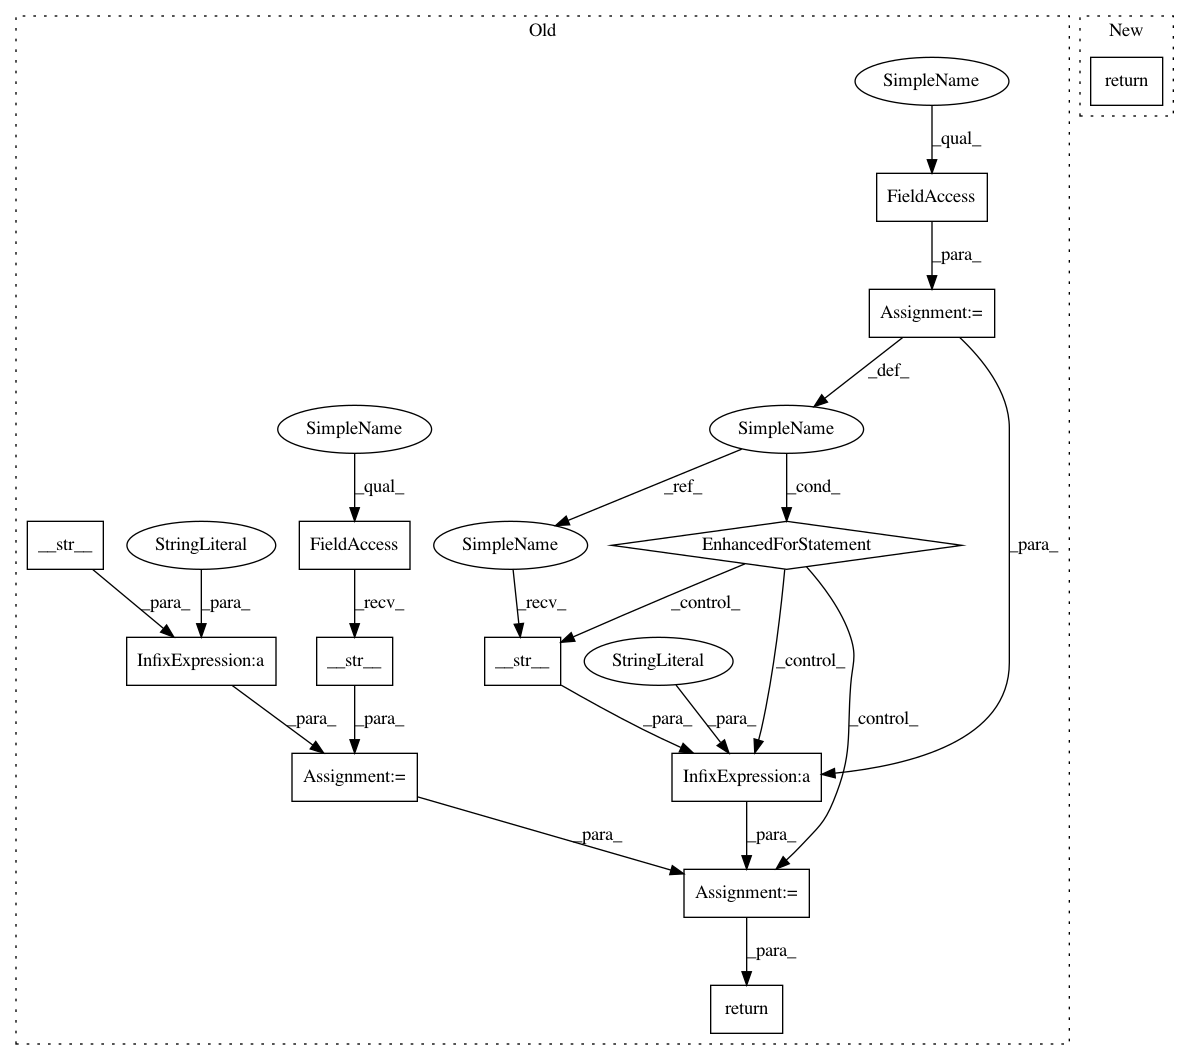 Old
New
SimpleName
return
_qual_
FieldAccess
_para_
Assignment:=
_def_
SimpleName
SimpleName
_qual_
_ref_
_cond_
__str__
StringLiteral
FieldAccess
SimpleName
EnhancedForStatement
_para_
_para_
_para_
_recv_
_recv_
_control_
InfixExpression:a
__str__
__str__
StringLiteral
_control_
_para_
_para_
_para_
_para_
_control_
Assignment:=
InfixExpression:a
_para_
_para_
Assignment:=
_para_
return